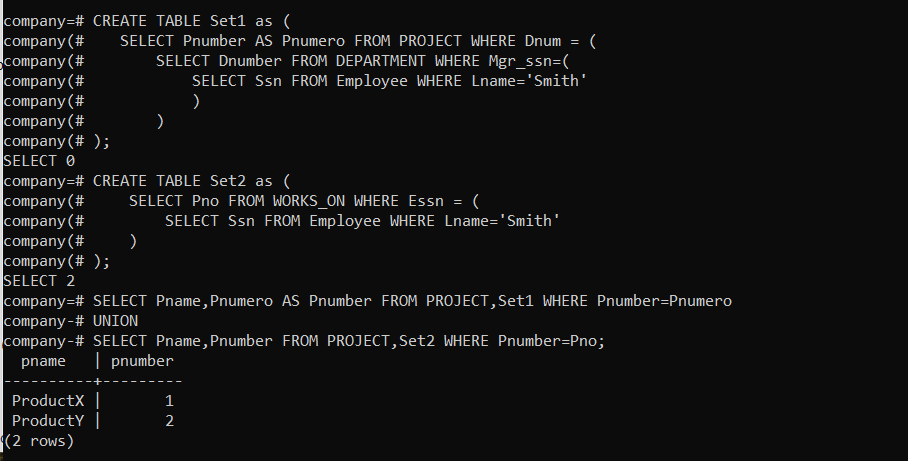 company=# CREATE TABLE Set1 as (
company(#    SELECT Pnumber AS Pnumero FROM PROJECT WHERE Dnum = (
company(#        SELECT Dnumber FROM DEPARTMENT WHERE Mgr_ssn=(
company(#            SELECT Ssn FROM Employee WHERE Lname='Smith'
company(#            )
company(#        )
company(# );
SELECT 0
company=# CREATE TABLE Set2 as (
company(#     SELECT Pno FROM WORKS_ON WHERE Essn = (
company(#         SELECT Ssn FROM Employee WHERE Lname='Smith'
company(#     )
company(# );
SELECT 2
company=# SELECT Pname,Pnumero AS Pnumber FROM PROJECT,Set1 WHERE Pnumber=Pnumero
company-# UNION
company-# SELECT Pname,Pnumber FROM PROJECT,Set2 WHERE Pnumber=Pno;
  pname   | pnumber
----------+---------
 ProductX |       1
 ProductY |       2
(2 rows)